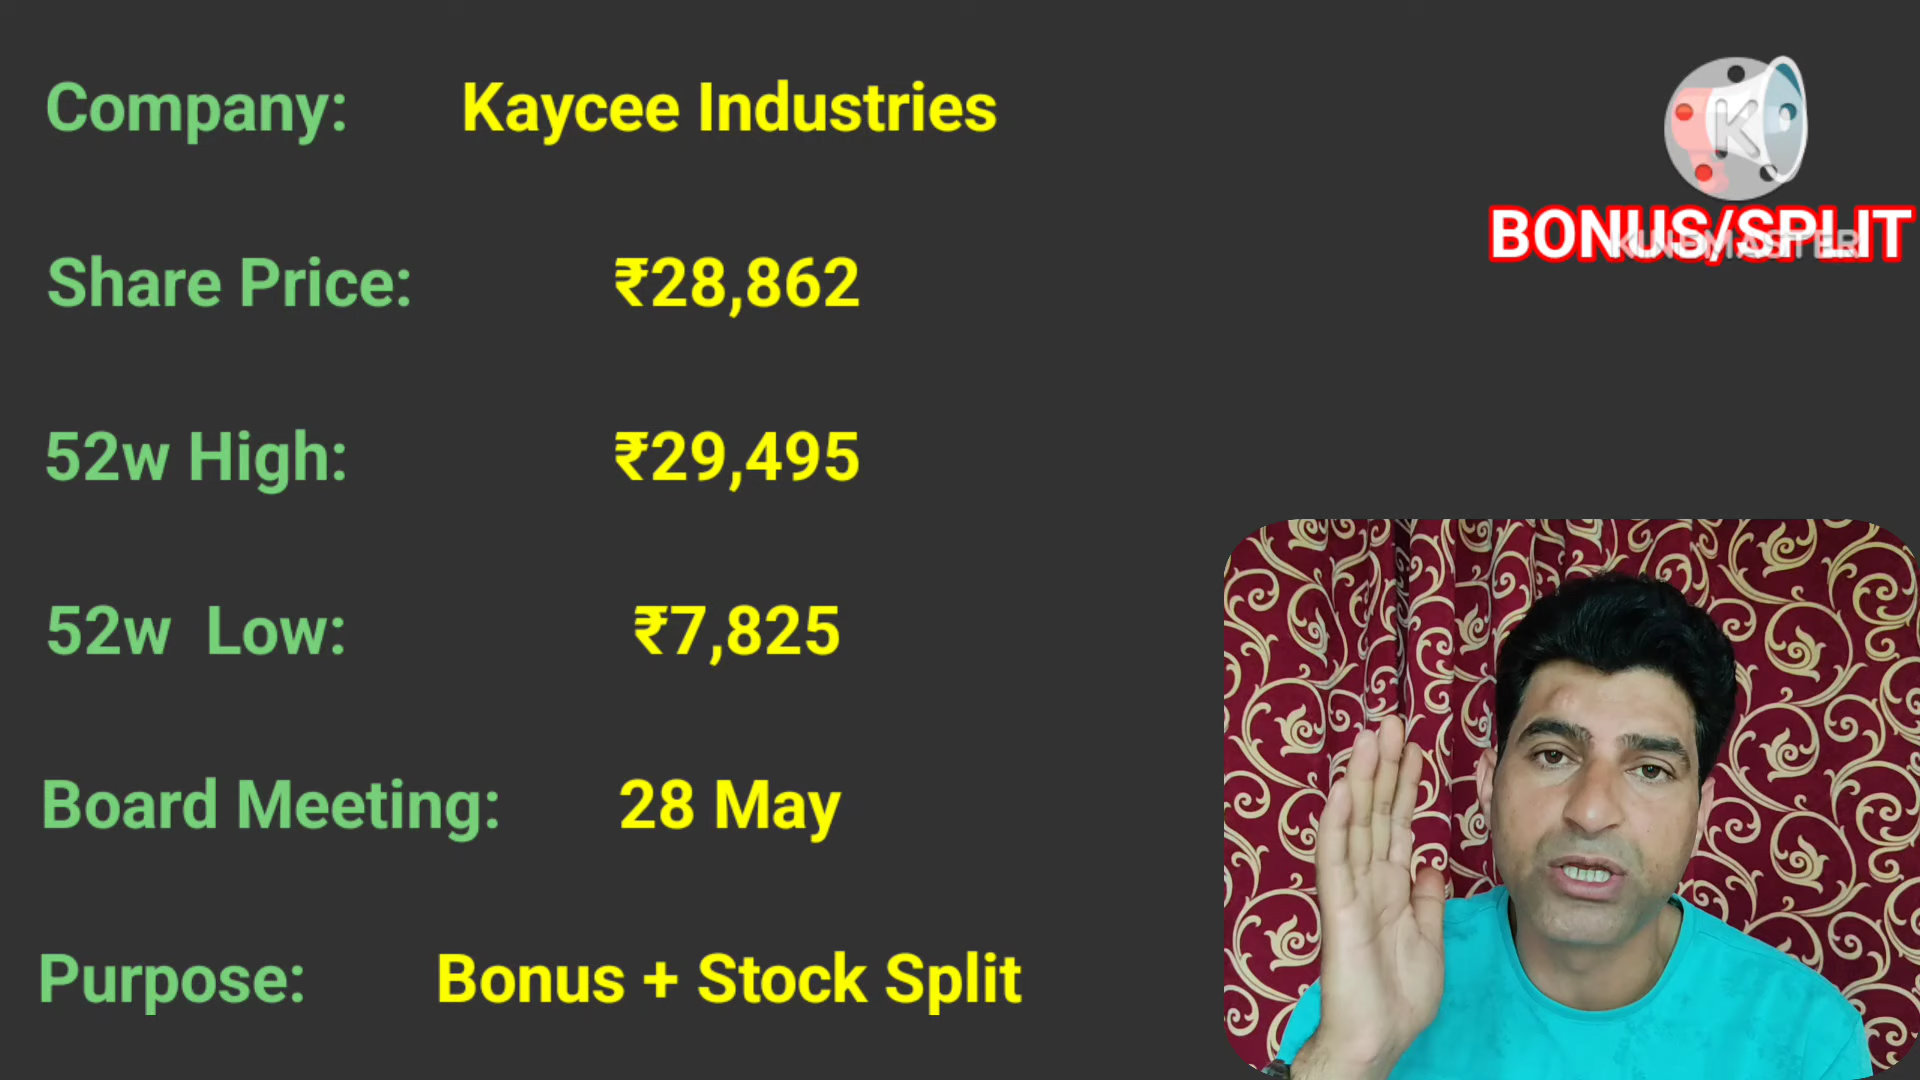 Company: Kaycee Industries
BONUS/SPLIT
KINEMASTER
Share Price: ₹28,862
52w High: ₹29,495
52w Low: ₹7,825
Board Meeting: 28 May
Purpose: Bonus + Stock Split